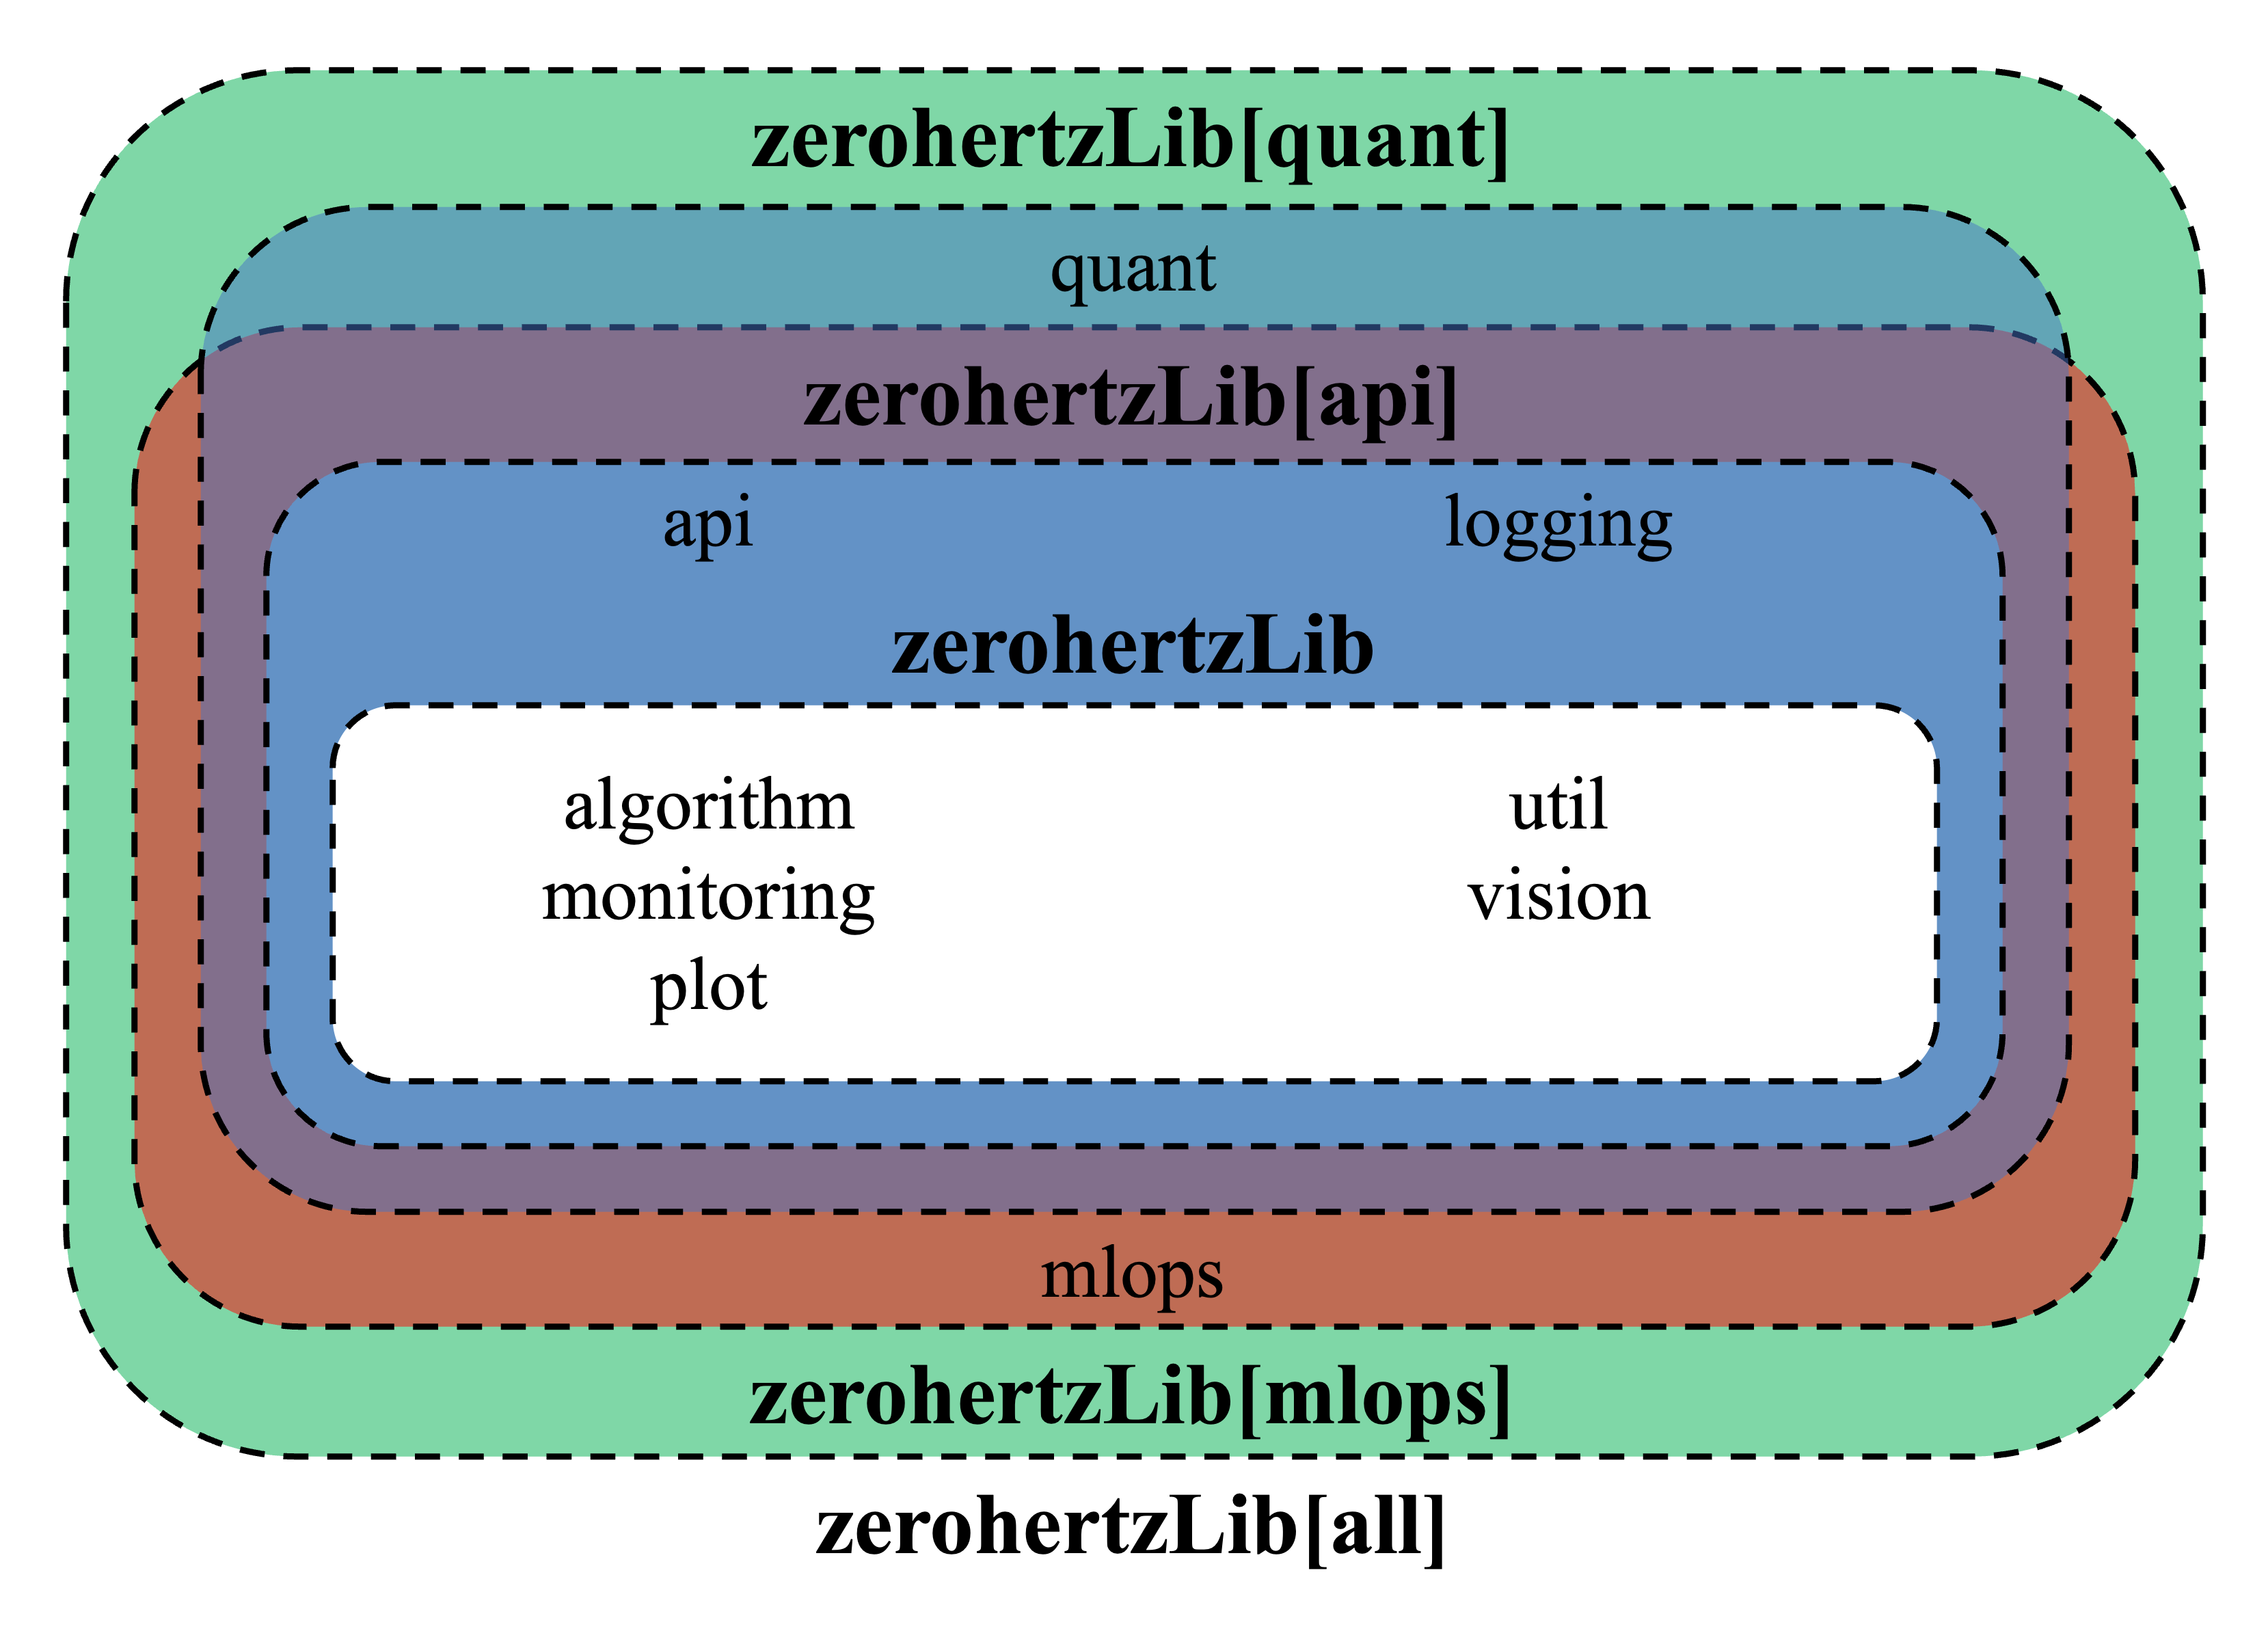 zerohertzLib[quant]
quant
zerohertzLib[api]
api logging
zerohertzLib
algorithm util
monitoring vision
plot
mlops
zerohertzLib[mlops]
zerohertzLib[all]